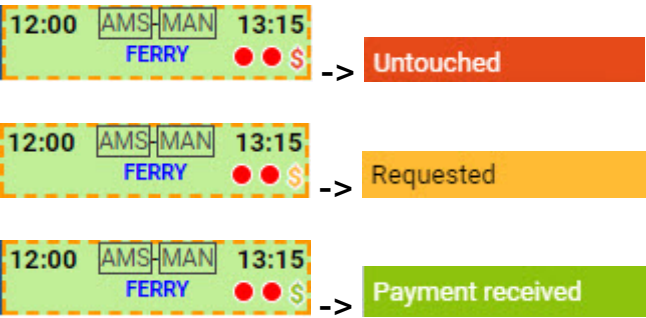 12:00 AMS-MAN 13:15
FERRY $ -> Untouched
12:00 AMS-MAN 13:15
FERRY $ -> Requested
12:00 AMS-MAN 13:15
FERRY $ -> Payment received